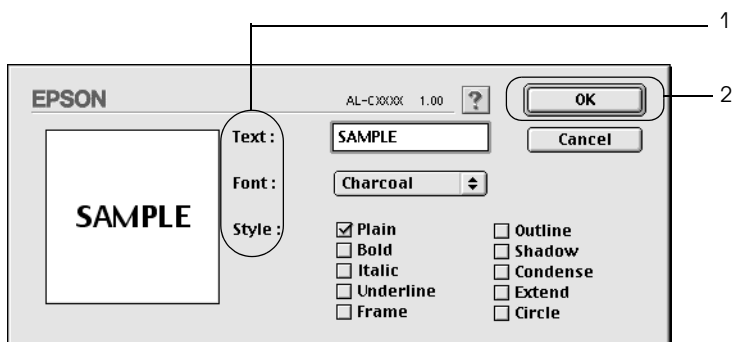 1
EPSON AL-CXXXX 1.00 ? OK 2
Text : SAMPLE Cancel
Font : Charcoal
SAMPLE
Style : Plain Outline
Bold Shadow
Italic Condense
Underline Extend
Frame Circle